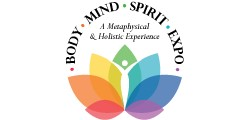 BODY • MIND • SPIRIT • EXPO
A Metaphysical
& Holistic Experience